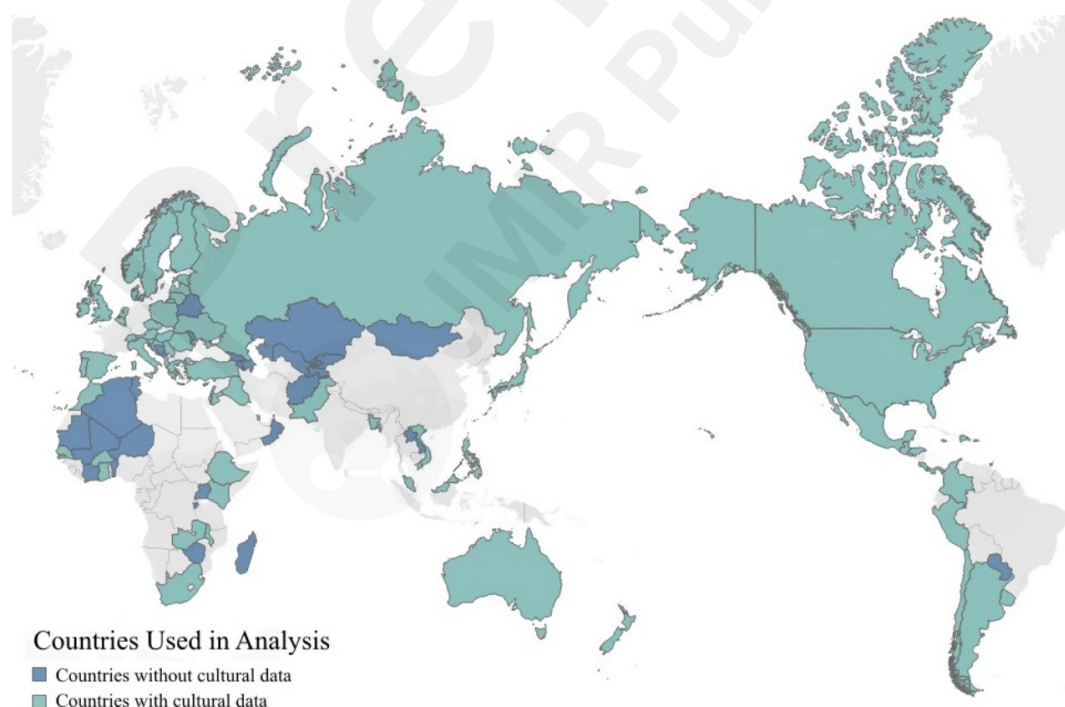 Countries Used in Analysis
Countries without cultural data
Countries with cultural data